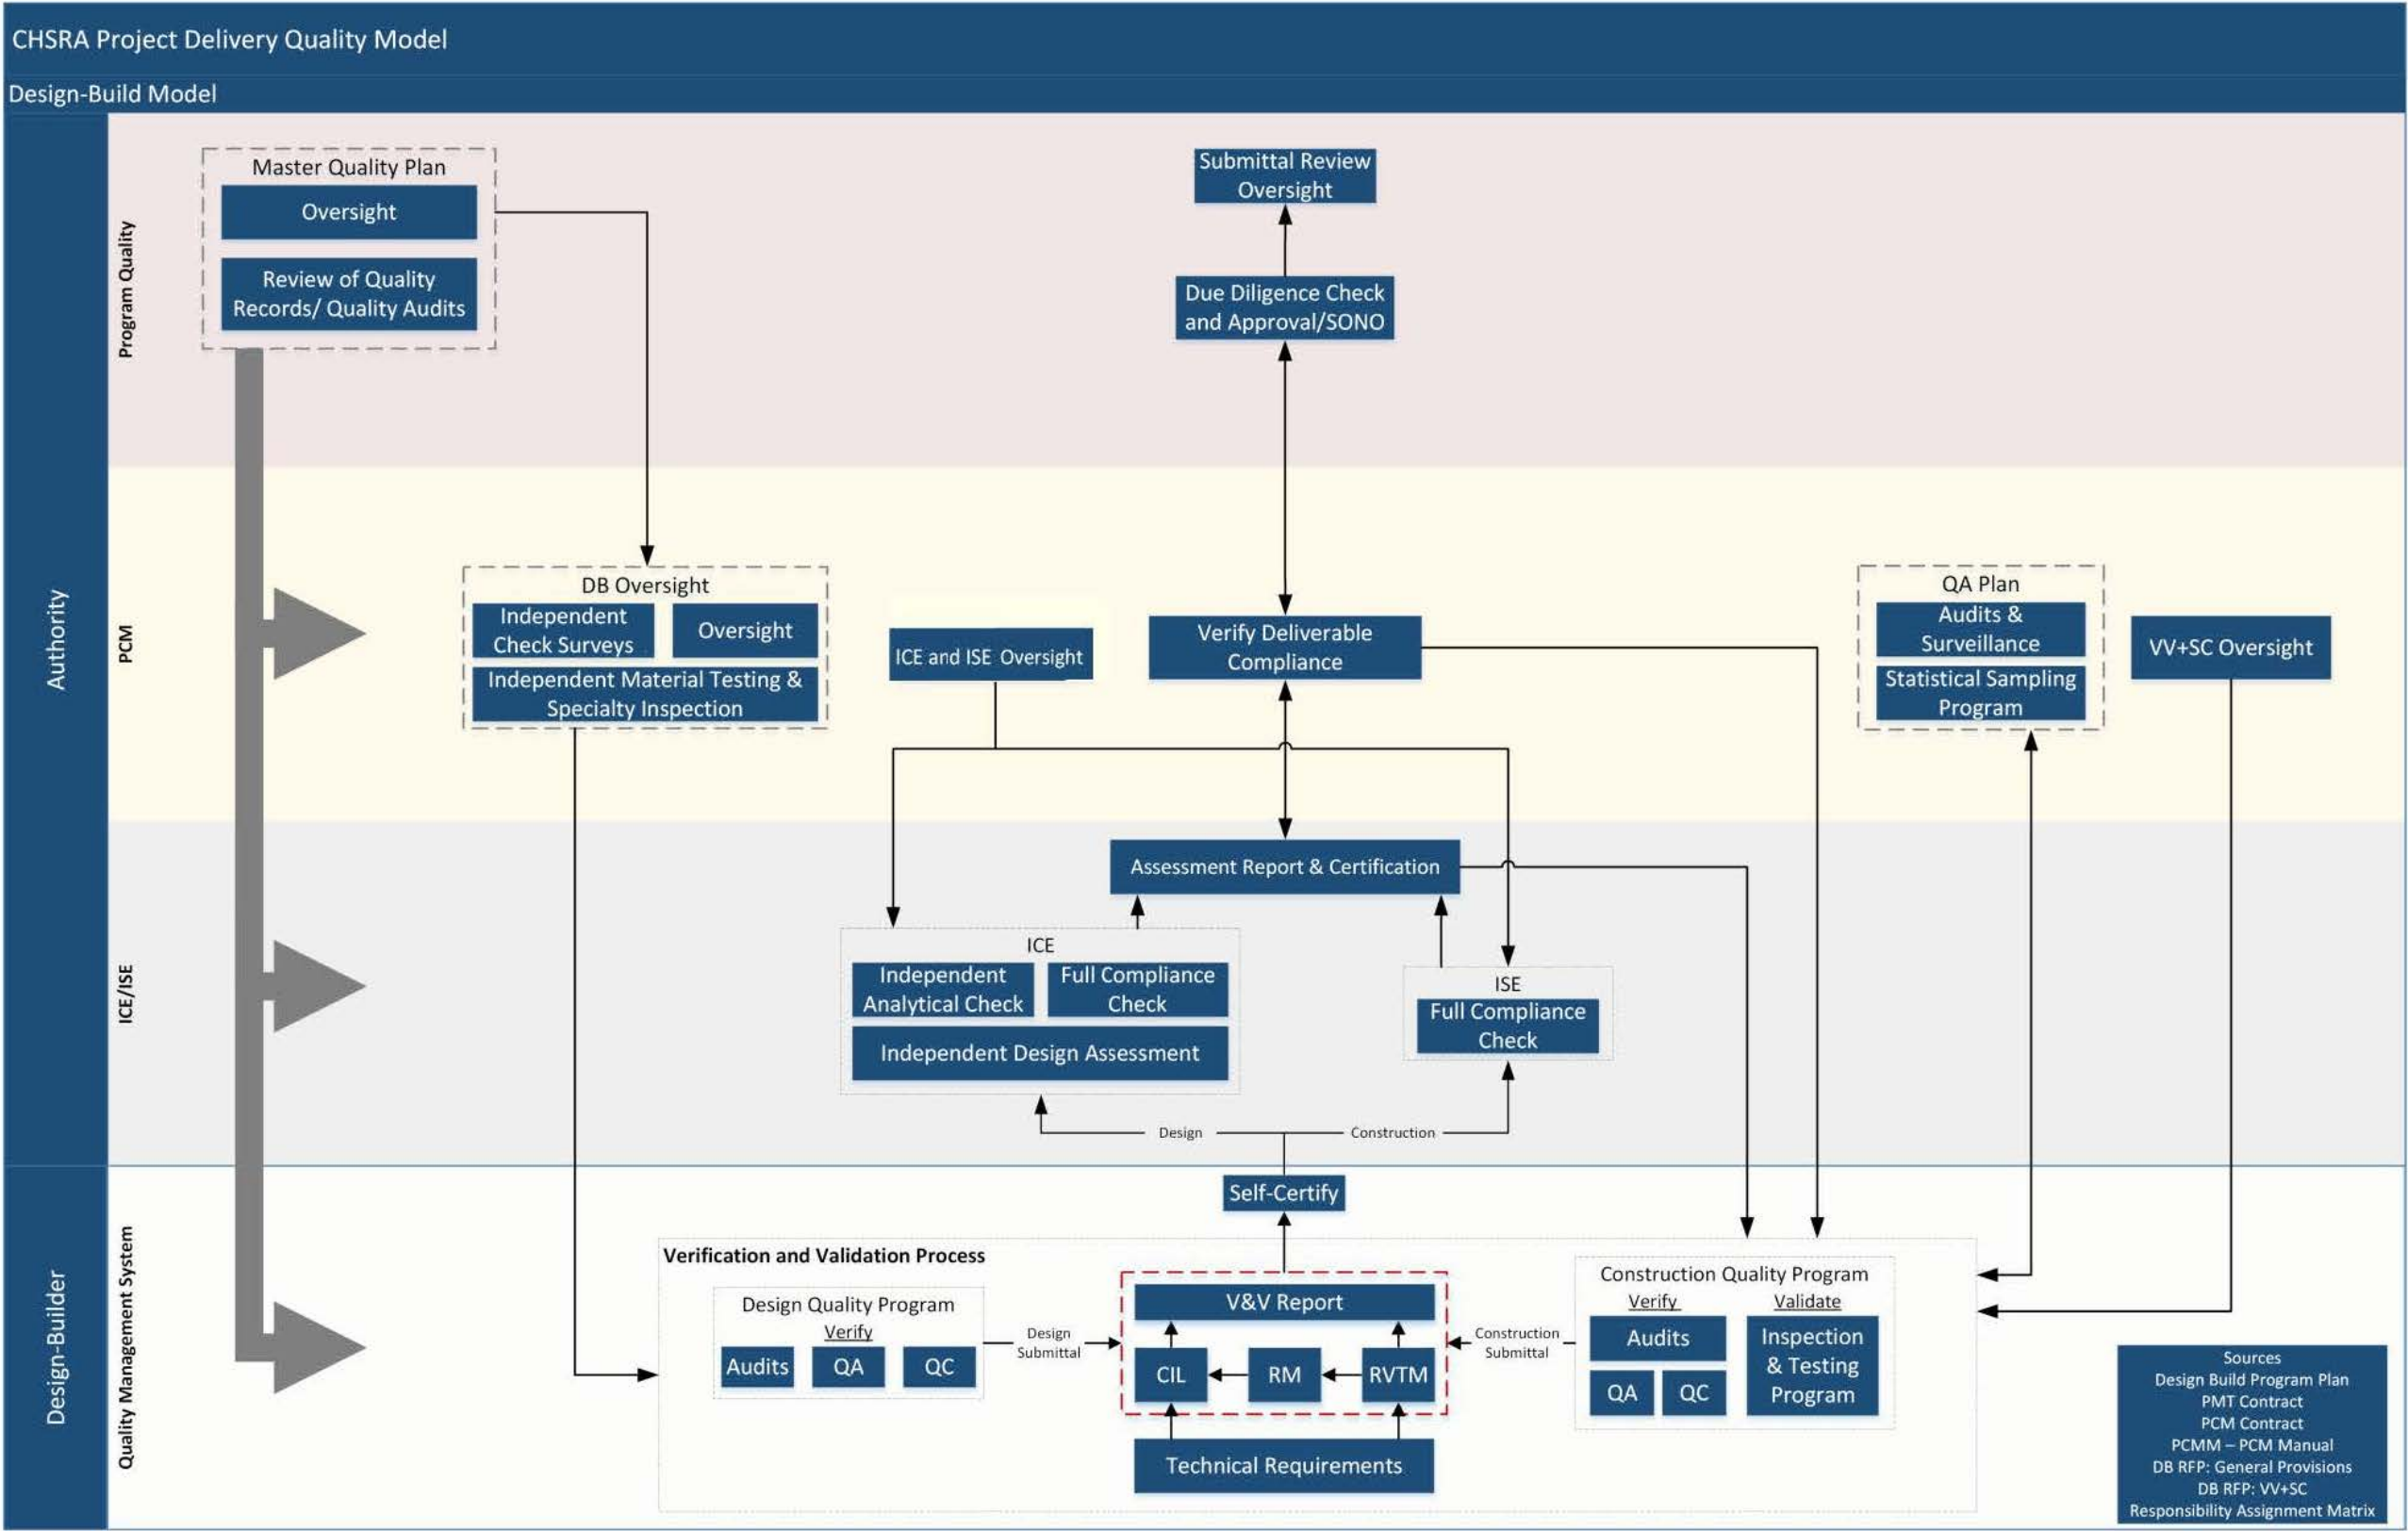 CHSRA Project Delivery Quality Model
Design-Build Model
Authority
Program Quality
Master Quality Plan
Oversight
Review of Quality
Records/ Quality Audits
Submittal Review
Oversight
Due Diligence Check
and Approval/SONO
PCM
DB Oversight
Independent
Check Surveys
Oversight
Independent Material Testing &
Specialty Inspection
ICE and ISE Oversight
Verify Deliverable
Compliance
QA Plan
Audits &
Surveillance
Statistical Sampling
Program
VV+SC Oversight
ICE/ISE
Assessment Report & Certification
ICE
Independent
Analytical Check
Full Compliance
Check
Independent Design Assessment
ISE
Full Compliance
Check
Design
Construction
Design-Builder
Quality Management System
Self-Certify
Verification and Validation Process
Design Quality Program
Verify
Audits
QA
QC
Design
Submittal
V&V Report
CIL
RM
RVTM
Technical Requirements
Construction
Submittal
Construction Quality Program
Verify
Validate
Audits
QA
QC
Inspection
& Testing
Program
Sources
Design Build Program Plan
PMT Contract
PCM Contract
PCMM – PCM Manual
DB RFP: General Provisions
DB RFP: VV+SC
Responsibility Assignment Matrix